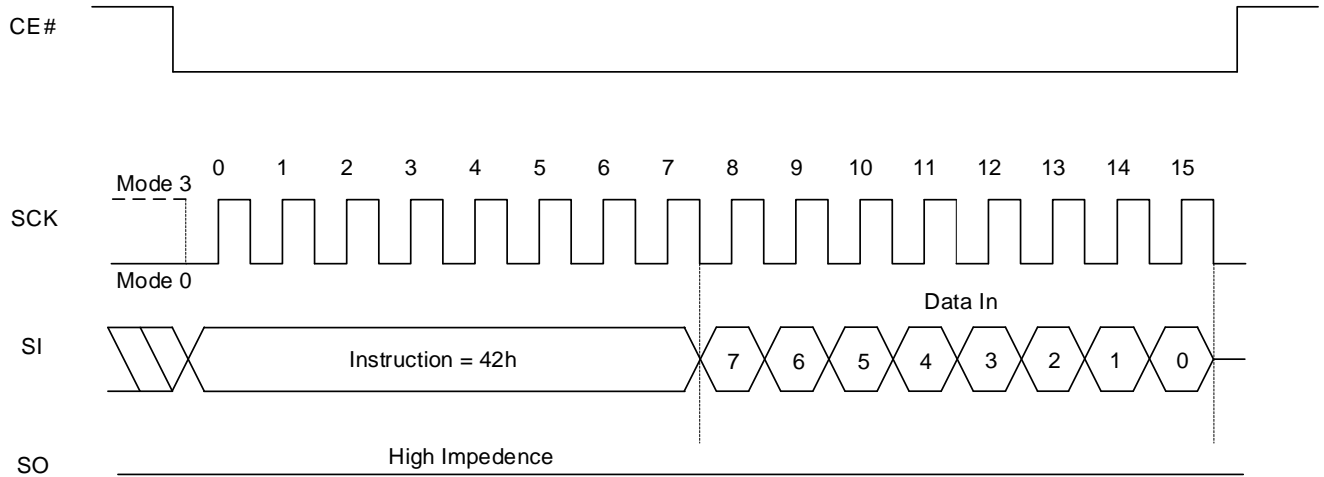 CE#
0 1 2 3 4 5 6 7 8 9 10 11 12 13 14 15
Mode 3
SCK
Mode 0
Data In
SI
Instruction = 42h
7 6 5 4 3 2 1 0
High Impedence
SO